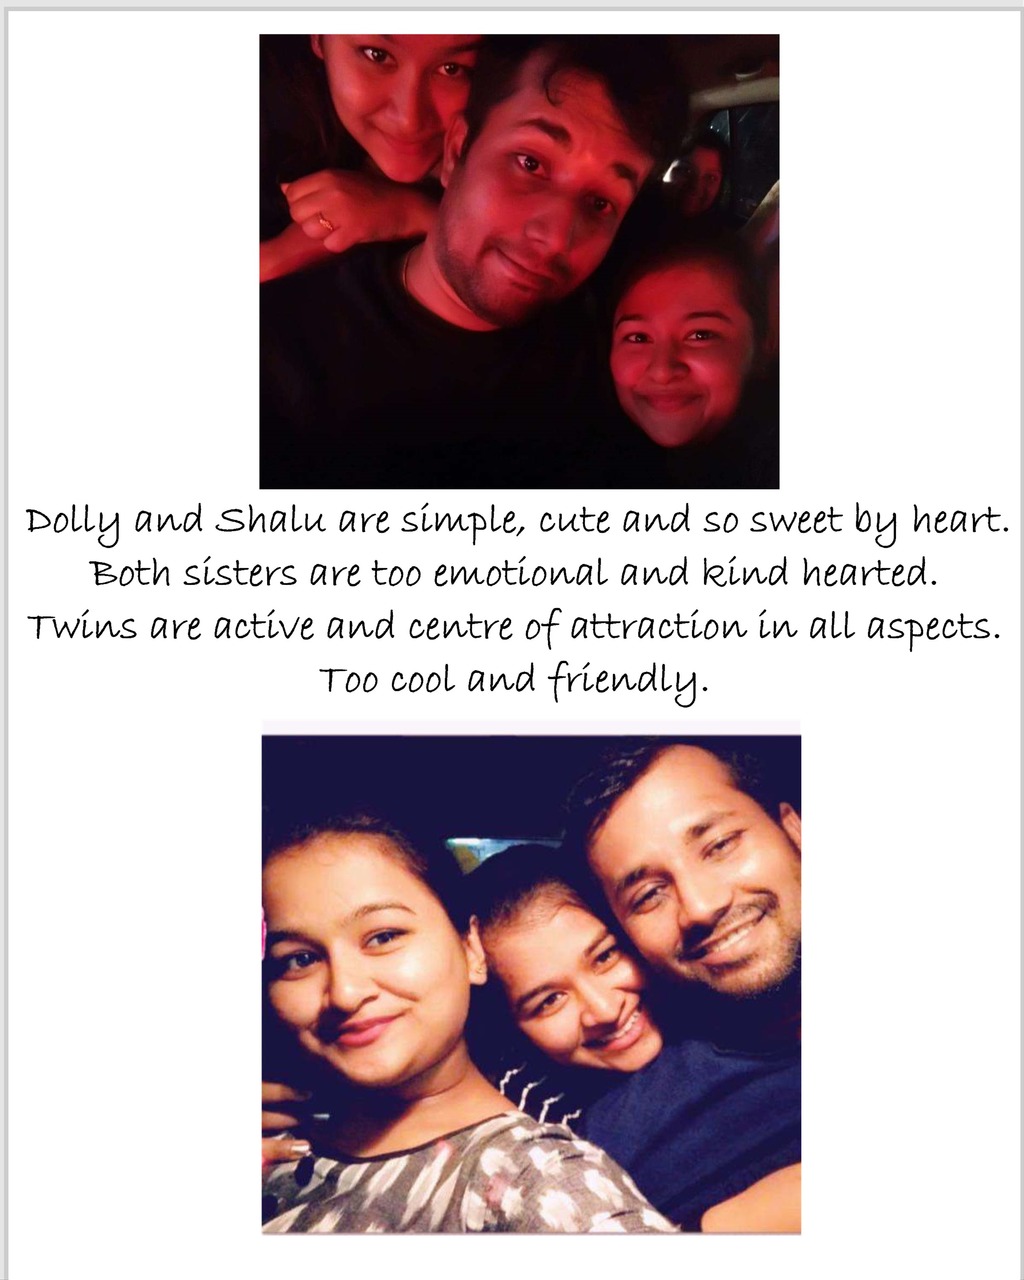 Dolly and Shalu are simple, cute and so sweet by heart.
Both sisters are too emotional and kind hearted.
Twins are active and centre of attraction in all aspects.
Too cool and friendly.